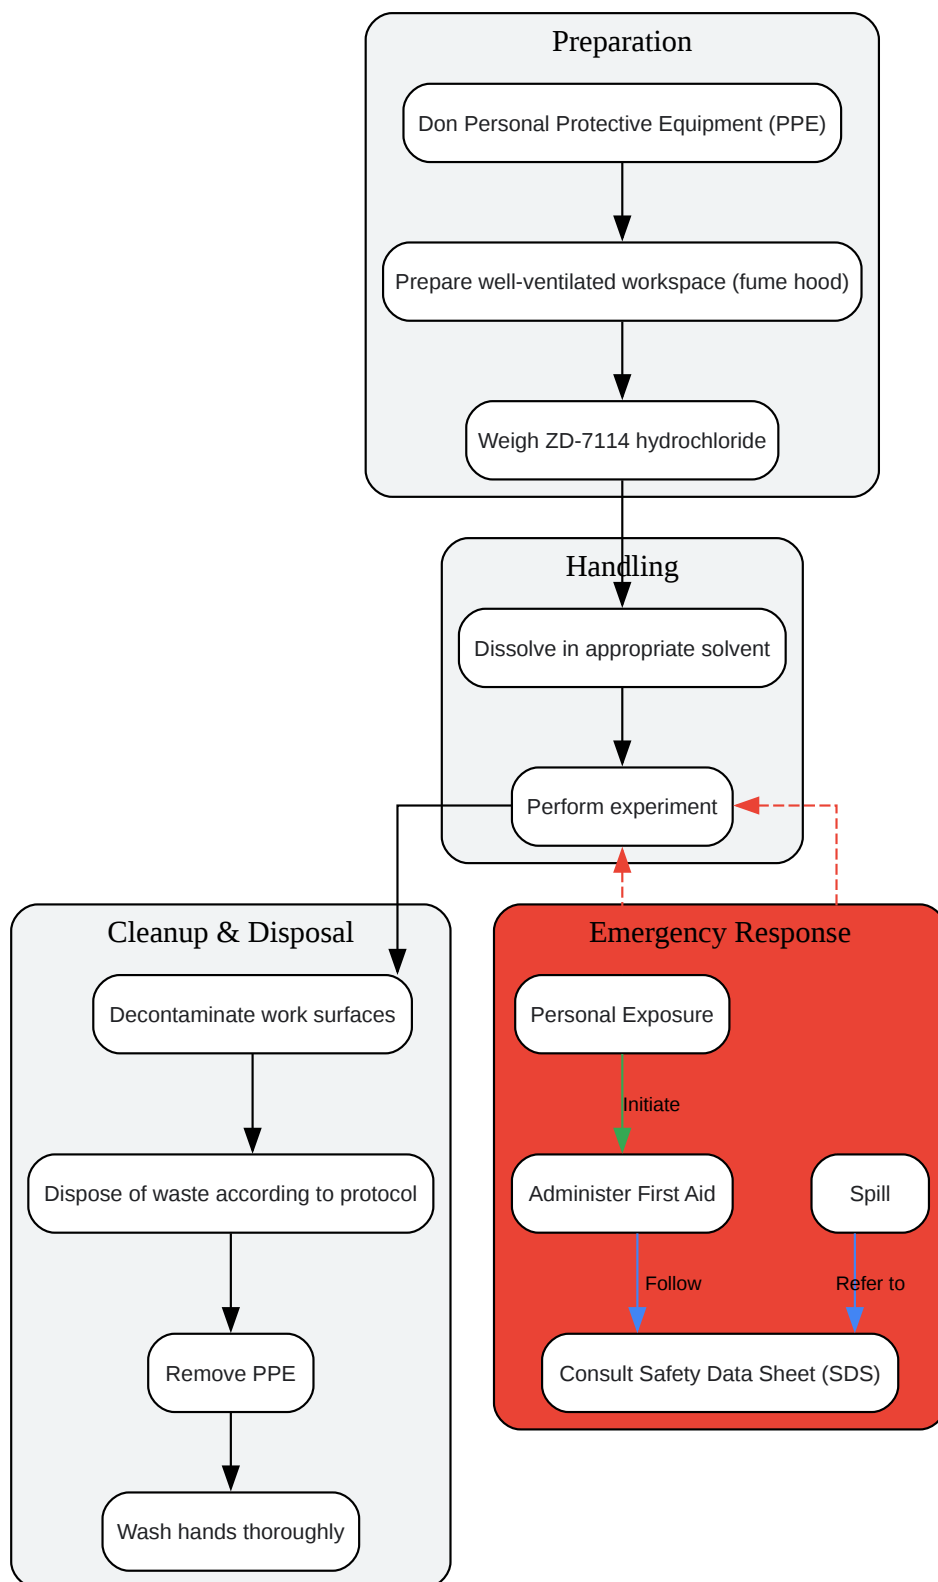 Preparation
Don Personal Protective Equipment (PPE)
Prepare well-ventilated workspace (fume hood)
Weigh ZD-7114 hydrochloride
Handling
Dissolve in appropriate solvent
Perform experiment
Cleanup & Disposal
Decontaminate work surfaces
Dispose of waste according to protocol
Remove PPE
Wash hands thoroughly
Emergency Response
Personal Exposure
Initiate
Administer First Aid
Spill
Follow
Refer to
Consult Safety Data Sheet (SDS)